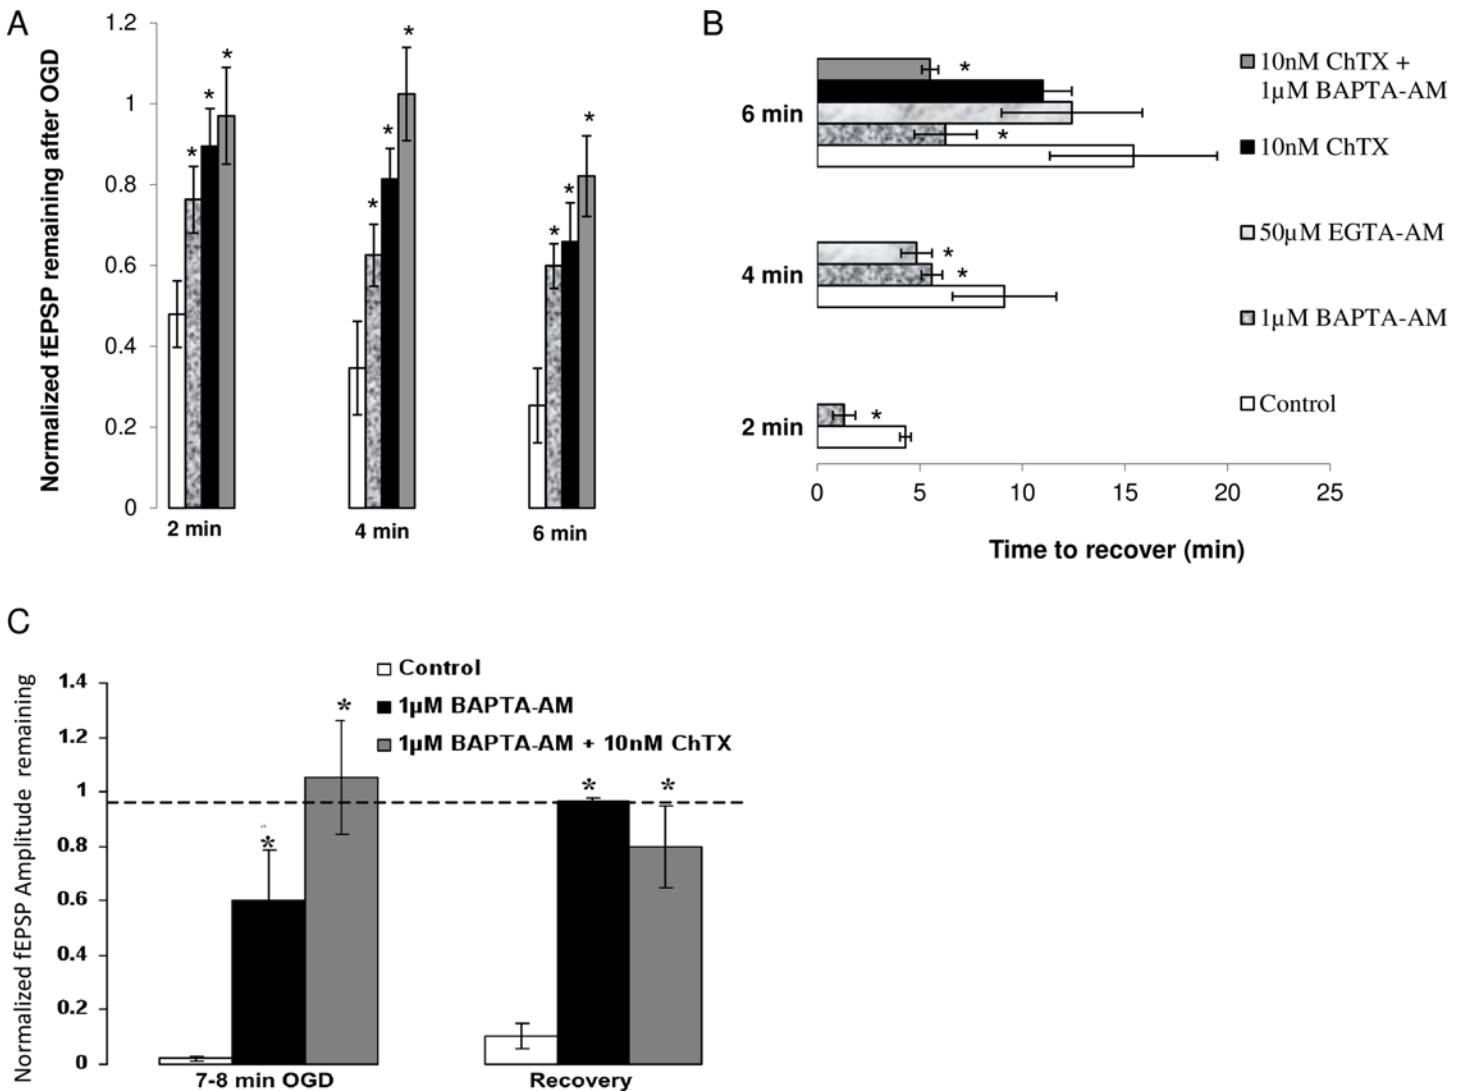 A
Normalized fEPSP remaining after OGD
1.2
1
0.8
0.6
0.4
0.2
0
* * * *
* * * *
* * * *
2 min
4 min
6 min
B
6 min
4 min
2 min
*
*
*
*
*
0
5
10
15
20
25
Time to recover (min)
10nM ChTX +
1µM BAPTA-AM
10nM ChTX
50µM EGTA-AM
1µM BAPTA-AM
Control
C
Normalized fEPSP Amplitude remaining
1.4
1.2
1
0.8
0.6
0.4
0.2
0
Control
1µM BAPTA-AM
1µM BAPTA-AM + 10nM ChTX
*
*
*
*
7-8 min OGD
Recovery